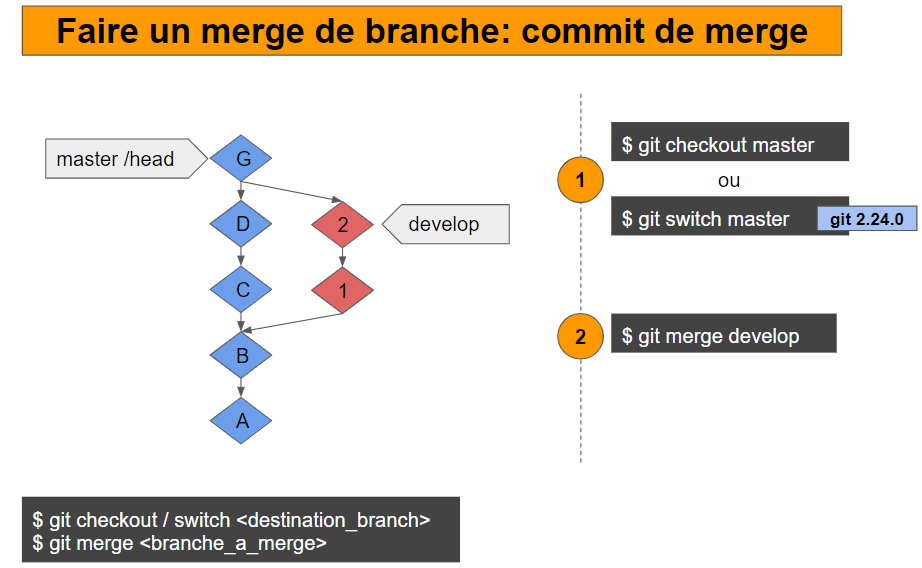 Faire un merge de branche: commit de merge
master /head
G
D
2
develop
C
1
B
A
1
$ git checkout master
ou
$ git switch master
git 2.24.0
2
$ git merge develop
$ git checkout / switch <destination_branch>
$ git merge <branche_a_merge>